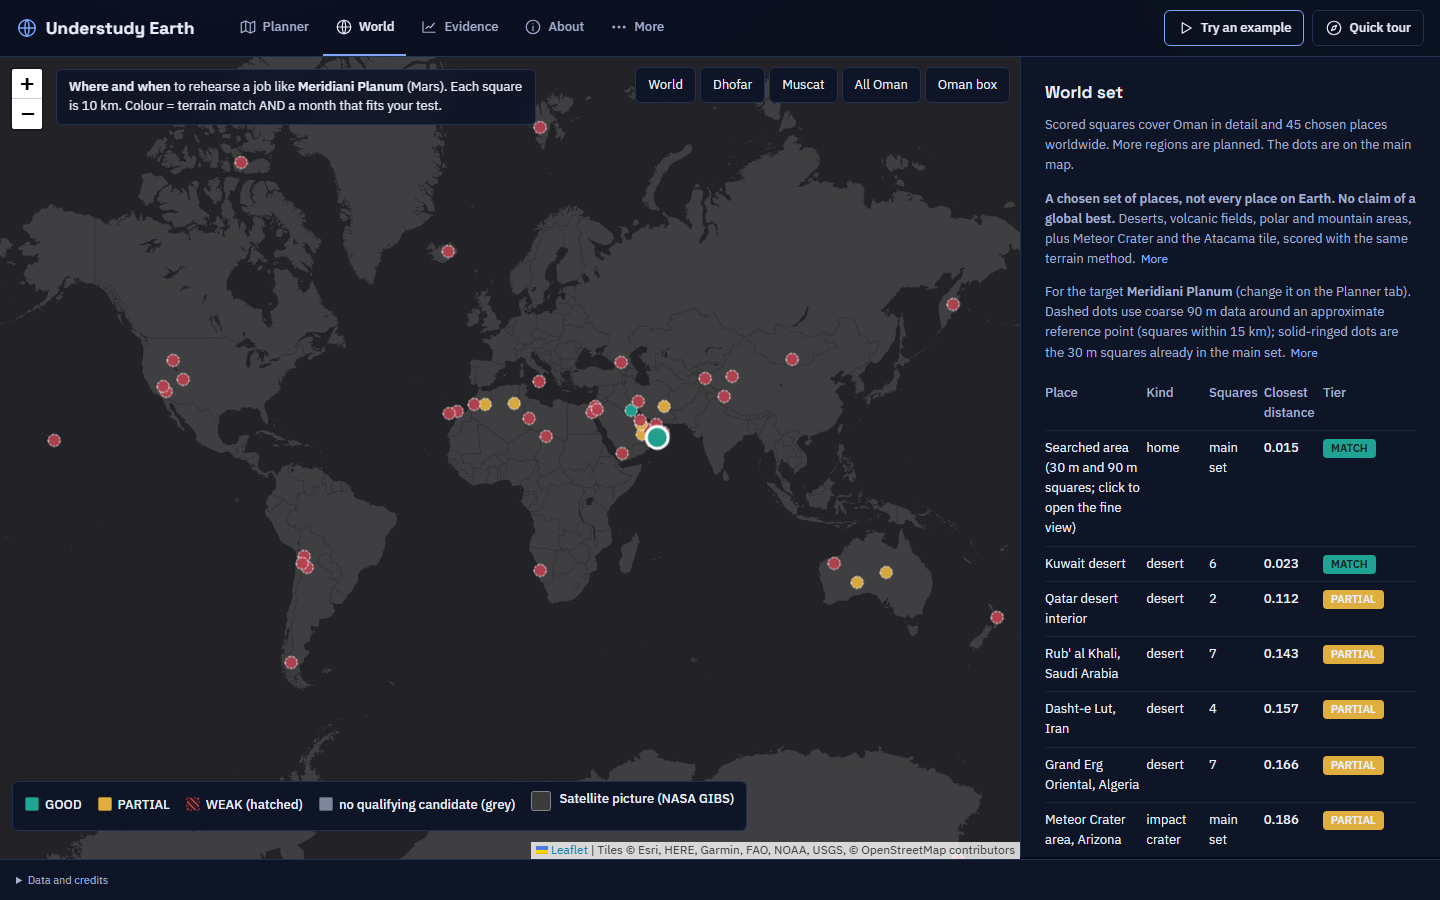 Understudy Earth
Planner
World
Evidence
About
More
Try an example
Quick tour
+
−
Where and when to rehearse a job like Meridiani Planum (Mars). Each square
is 10 km. Colour = terrain match AND a month that fits your test.
World
Dhofar
Muscat
All Oman
Oman box
World set
Scored squares cover Oman in detail and 45 chosen places
worldwide. More regions are planned. The dots are on the main
map.
A chosen set of places, not every place on Earth. No claim of a
global best. Deserts, volcanic fields, polar and mountain areas,
plus Meteor Crater and the Atacama tile, scored with the same
terrain method. More
For the target Meridiani Planum (change it on the Planner tab).
Dashed dots use coarse 90 m data around an approximate
reference point (squares within 15 km); solid-ringed dots are
the 30 m squares already in the main set. More
Place Kind Squares Closest Tier
distance
Searched area home main 0.015 MATCH
(30 m and 90 m set
squares; click to
open the fine
view)
Kuwait desert desert 6 0.023 MATCH
Qatar desert desert 2 0.112 PARTIAL
interior
Rub' al Khali, desert 7 0.143 PARTIAL
Saudi Arabia
Dasht-e Lut, desert 4 0.157 PARTIAL
Iran
Grand Erg desert 7 0.166 PARTIAL
Oriental, Algeria
Meteor Crater impact main 0.186 PARTIAL
area, Arizona crater set
GOOD
PARTIAL
WEAK (hatched)
no qualifying candidate (grey)
Satellite picture (NASA GIBS)
Leaflet | Tiles © Esri, HERE, Garmin, FAO, NOAA, USGS, © OpenStreetMap contributors
Data and credits